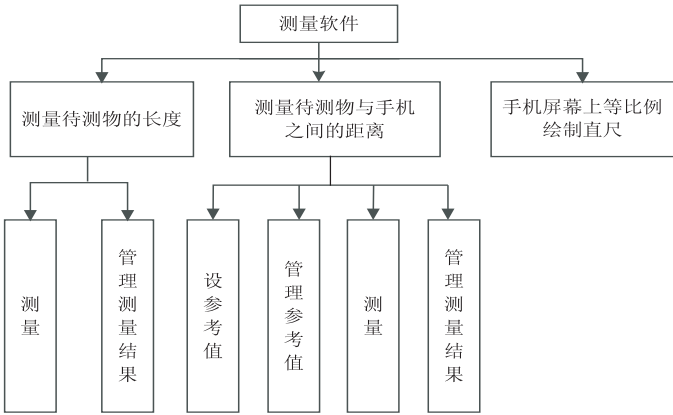 测量软件
测量待测物的长度
测量待测物与手机
之间的距离
手机屏幕上等比例
绘制直尺
测量
管理测量结果
设参考值
管理参考值
测量
管理测量结果